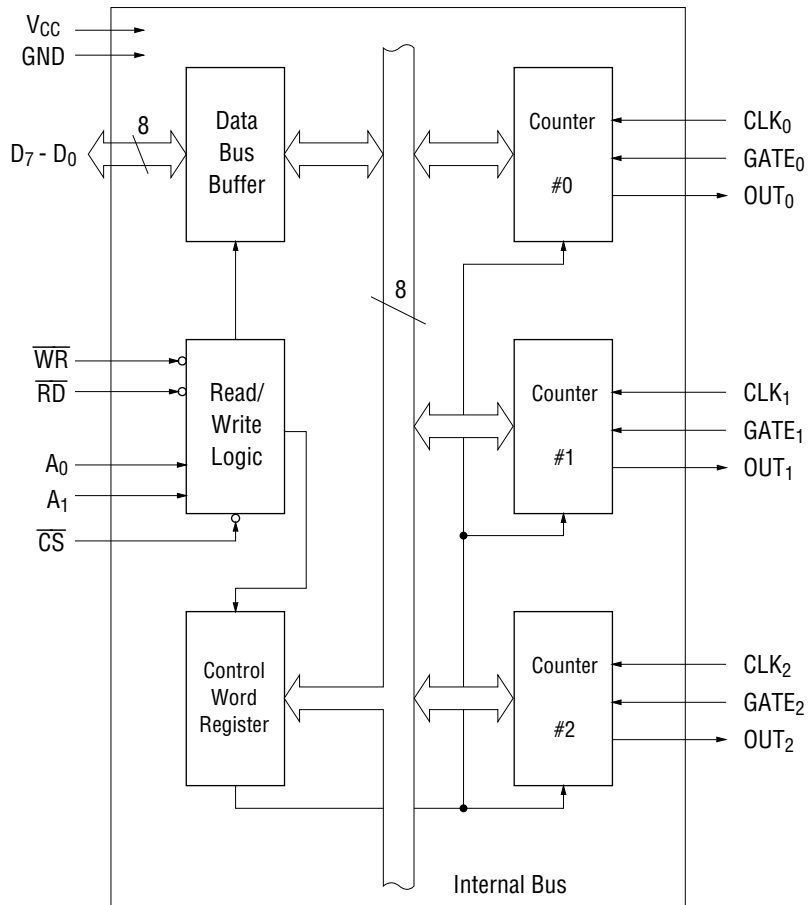 VCC
GND
D7 - D0
8
Data
Bus
Buffer
Counter
#0
CLK0
GATE0
OUT0
8
WR
RD
A0
A1
CS
Read/
Write
Logic
Counter
#1
CLK1
GATE1
OUT1
Control
Word
Register
Counter
#2
CLK2
GATE2
OUT2
Internal Bus